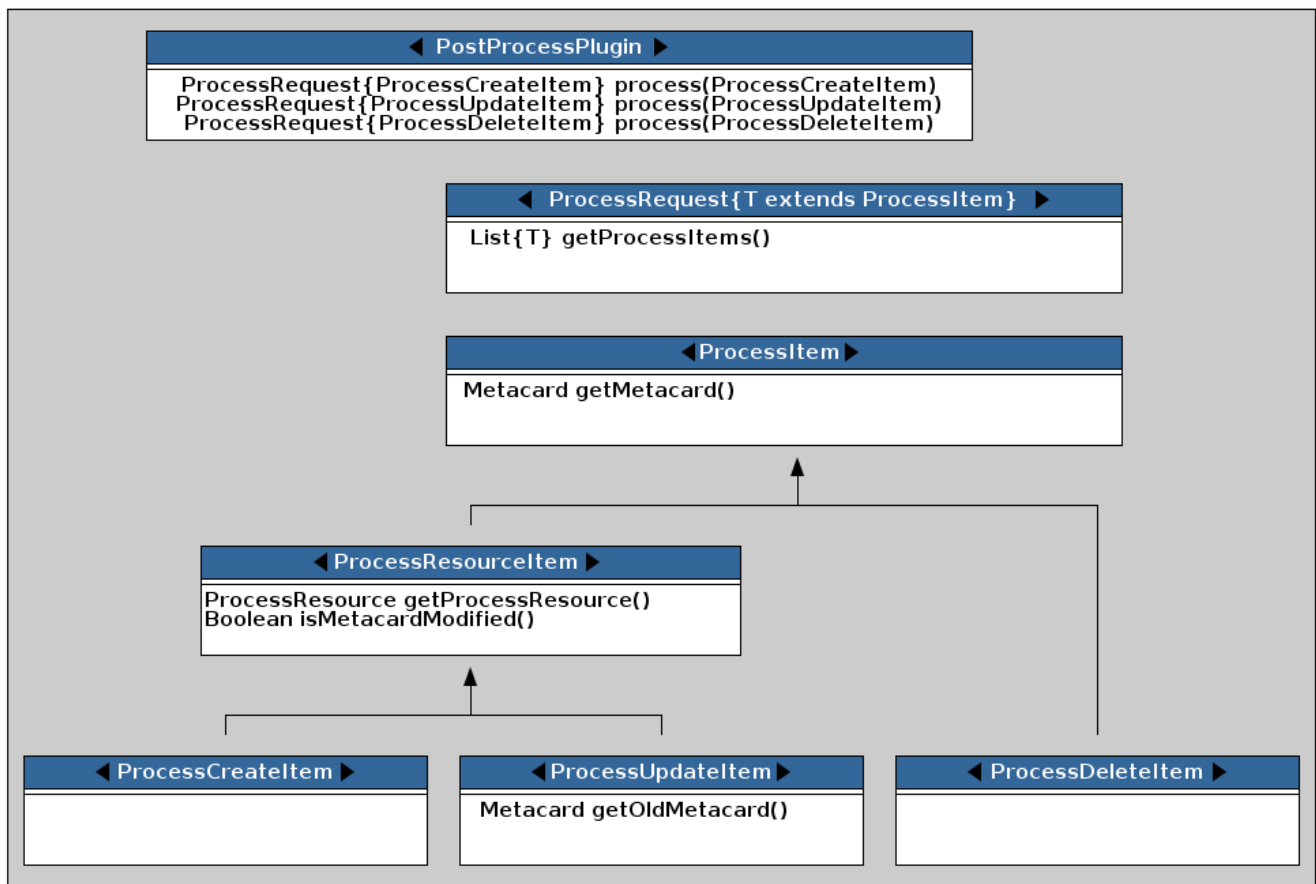 PostProcessPlugin
ProcessRequest{ProcessCreateItem} process(ProcessCreateItem)
ProcessRequest{ProcessUpdateItem} process(ProcessUpdateItem)
ProcessRequest{ProcessDeleteItem} process(ProcessDeleteItem)
ProcessRequest{T extends ProcessItem}
List{T} getProcessItems()
ProcessItem
Metacard getMetacard()
ProcessResourceItem
ProcessResource getProcessResource()
Boolean isMetacardModified()
ProcessCreateItem
ProcessUpdateItem
Metacard getOldMetacard()
ProcessDeleteItem